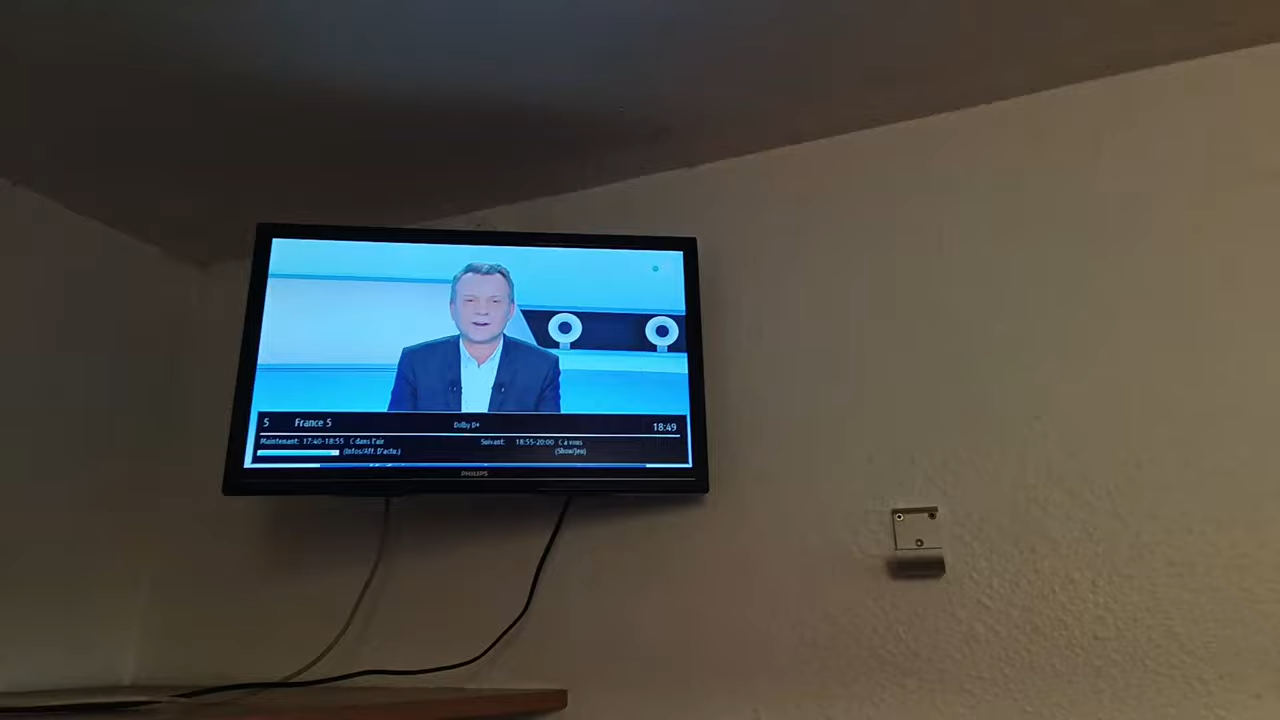 5 France 5 Dolby D+ 18:49
Maintenant: 17:40-18:55 C dans l'air Suivant: 18:55-20:00 C à vous
(Infos/Aff. D'actu.) (Show/Jeu)
PHILIPS